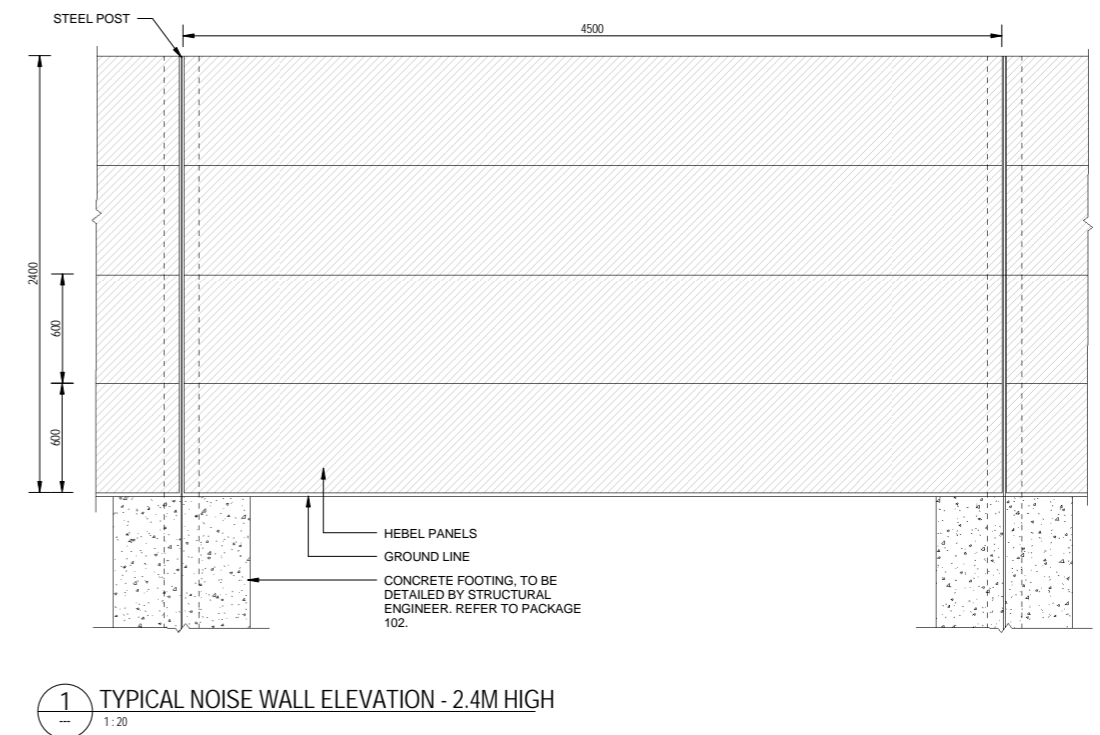 STEEL POST
4500
2400
600
600
HEBEL PANELS
GROUND LINE
CONCRETE FOOTING, TO BE
DETAILED BY STRUCTURAL
ENGINEER. REFER TO PACKAGE
102.
1
---
TYPICAL NOISE WALL ELEVATION - 2.4M HIGH
1 : 20